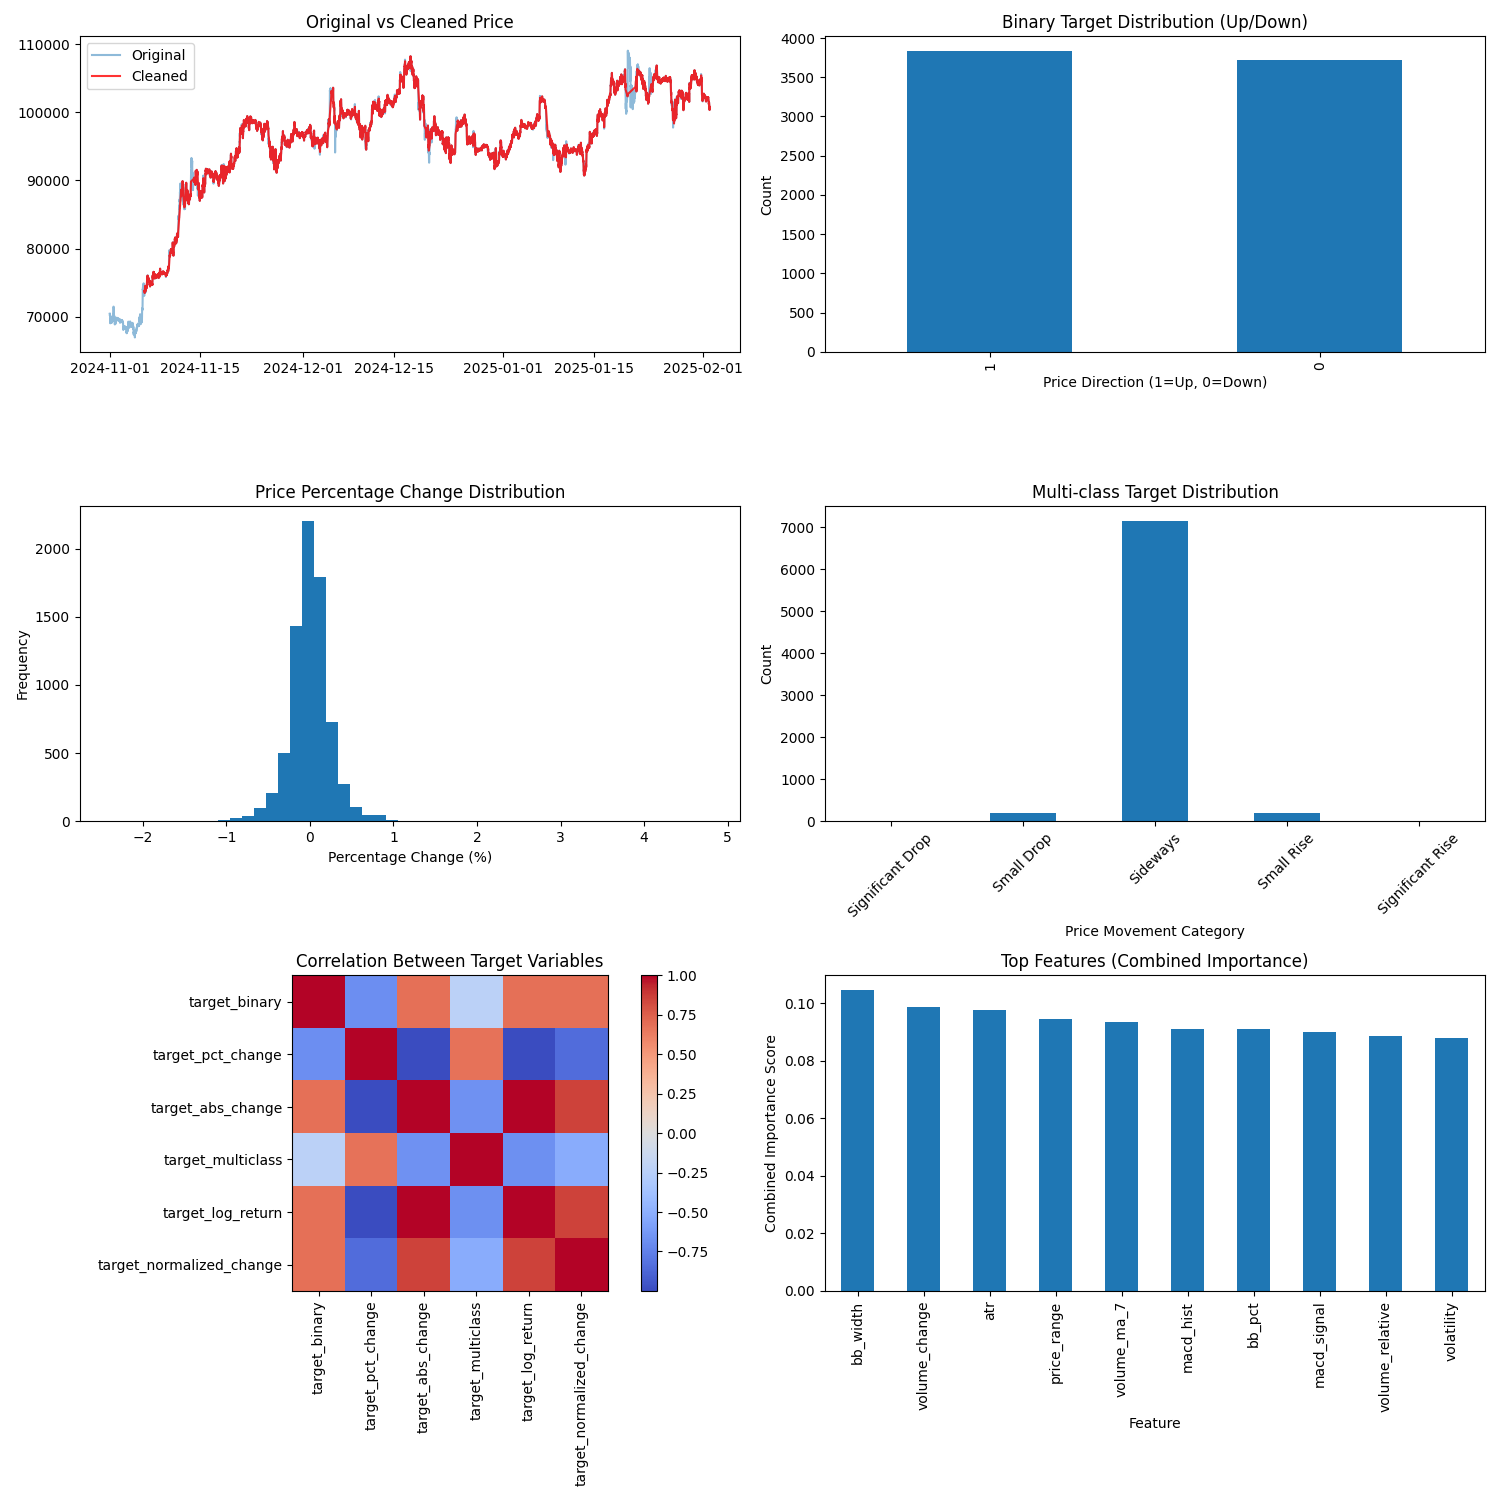 Original vs Cleaned Price
Original
Cleaned
110000
100000
90000
80000
70000
2024-11-01 2024-11-15 2024-12-01 2024-12-15 2025-01-01 2025-01-15 2025-02-01
Binary Target Distribution (Up/Down)
Count
4000
3500
3000
2500
2000
1500
1000
500
0
1 0
Price Direction (1=Up, 0=Down)
Price Percentage Change Distribution
Frequency
2000
1500
1000
500
0
−2 −1 0 1 2 3 4 5
Percentage Change (%)
Multi-class Target Distribution
Count
7000
6000
5000
4000
3000
2000
1000
0
Significant Drop
Small Drop
Sideways
Small Rise
Significant Rise
Price Movement Category
Correlation Between Target Variables
target_binary
target_pct_change
target_abs_change
target_multiclass
target_log_return
target_normalized_change
target_binary
target_pct_change
target_abs_change
target_multiclass
target_log_return
target_normalized_change
1.00
0.75
0.50
0.25
0.00
−0.25
−0.50
−0.75
Top Features (Combined Importance)
Combined Importance Score
0.10
0.08
0.06
0.04
0.02
0.00
bb_width
volume_change
atr
price_range
volume_ma_7
macd_hist
bb_pct
macd_signal
volume_relative
volatility
Feature